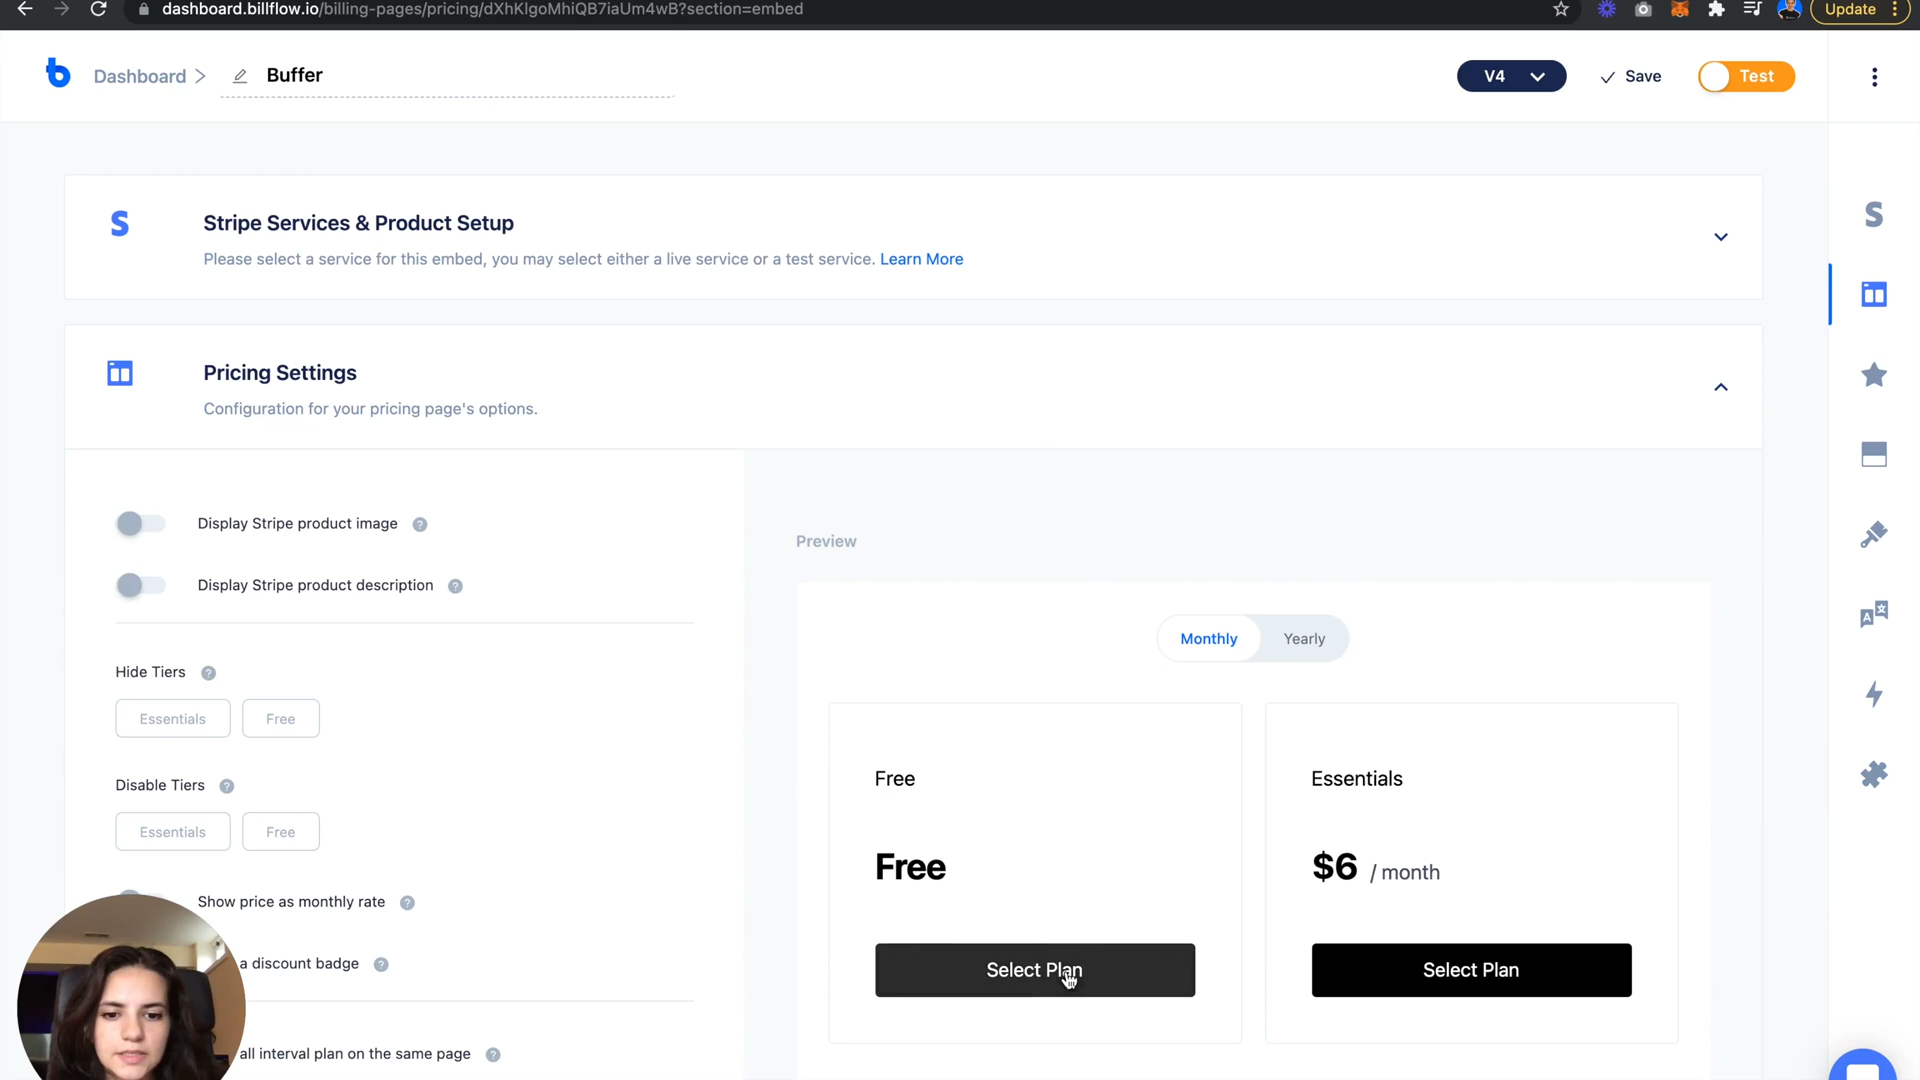 dashboard.billflow.io/billing-pages/pricing/dXhKlgoMhiQB7iaUm4wB?section=embed
Update
Dashboard
Buffer
V4
Save
Test
Stripe Services & Product Setup
Please select a service for this embed, you may select either a live service or a test service. Learn More
Pricing Settings
Configuration for your pricing page's options.
Display Stripe product image
Display Stripe product description
Hide Tiers
Essentials
Free
Disable Tiers
Essentials
Free
Show price as monthly rate
a discount badge
all interval plan on the same page
Preview
Monthly
Yearly
Free
Free
Select Plan
Essentials
$6 / month
Select Plan